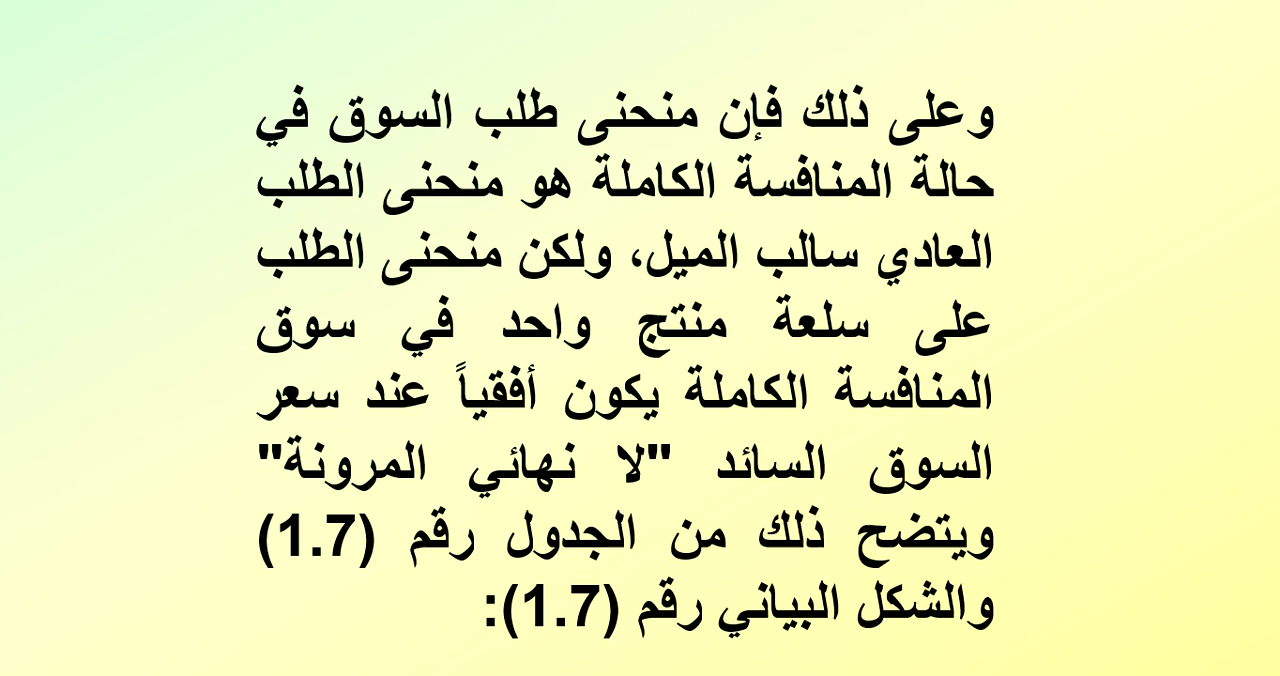 وعلى ذلك فإن منحنى طلب السوق في
حالة المنافسة الكاملة هو منحنى الطلب
العادي سالب الميل، ولكن منحنى الطلب
على سلعة منتج واحد في سوق
المنافسة الكاملة يكون أفقياً عند سعر
السوق السائد "لا نهائي المرونة"
ويتضح ذلك من الجدول رقم (1.7)
والشكل البياني رقم (1.7):